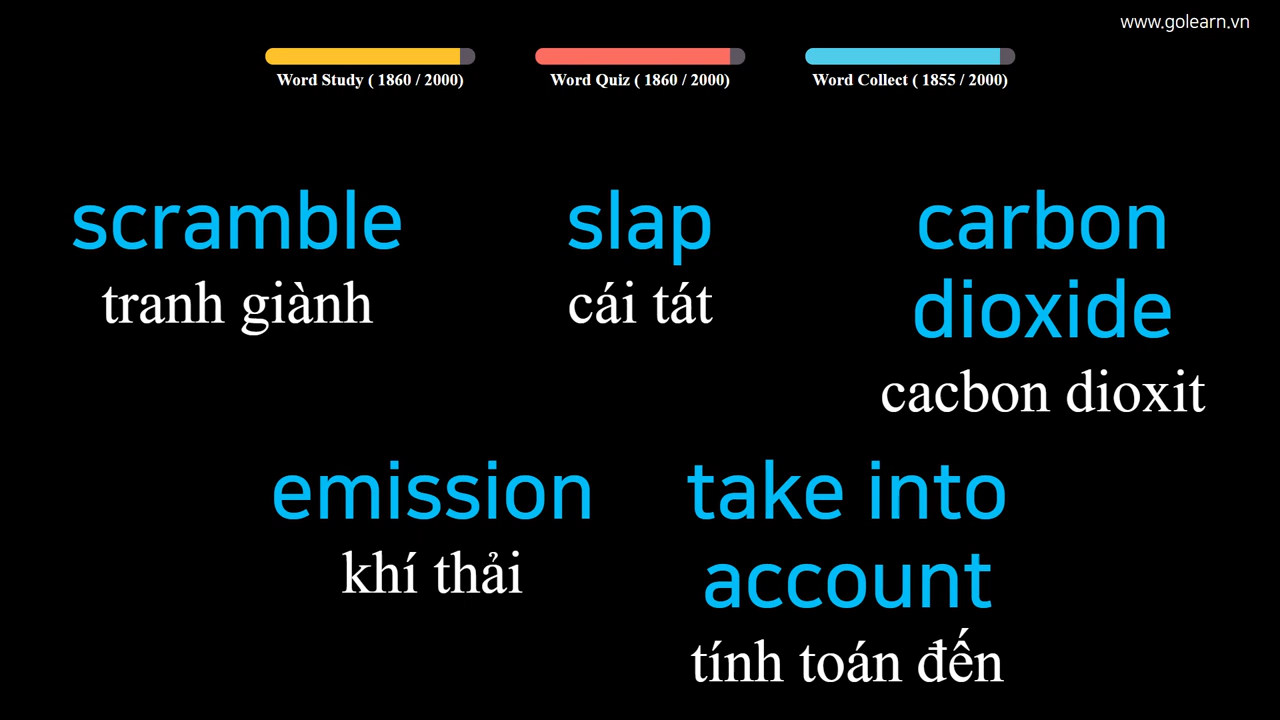 www.golearn.vn
Word Study ( 1860 / 2000)
Word Quiz ( 1860 / 2000)
Word Collect ( 1855 / 2000)
scramble
tranh giành
slap
cái tát
carbon
dioxide
cacbon dioxit
emission
khí thải
take into
account
tính toán đến